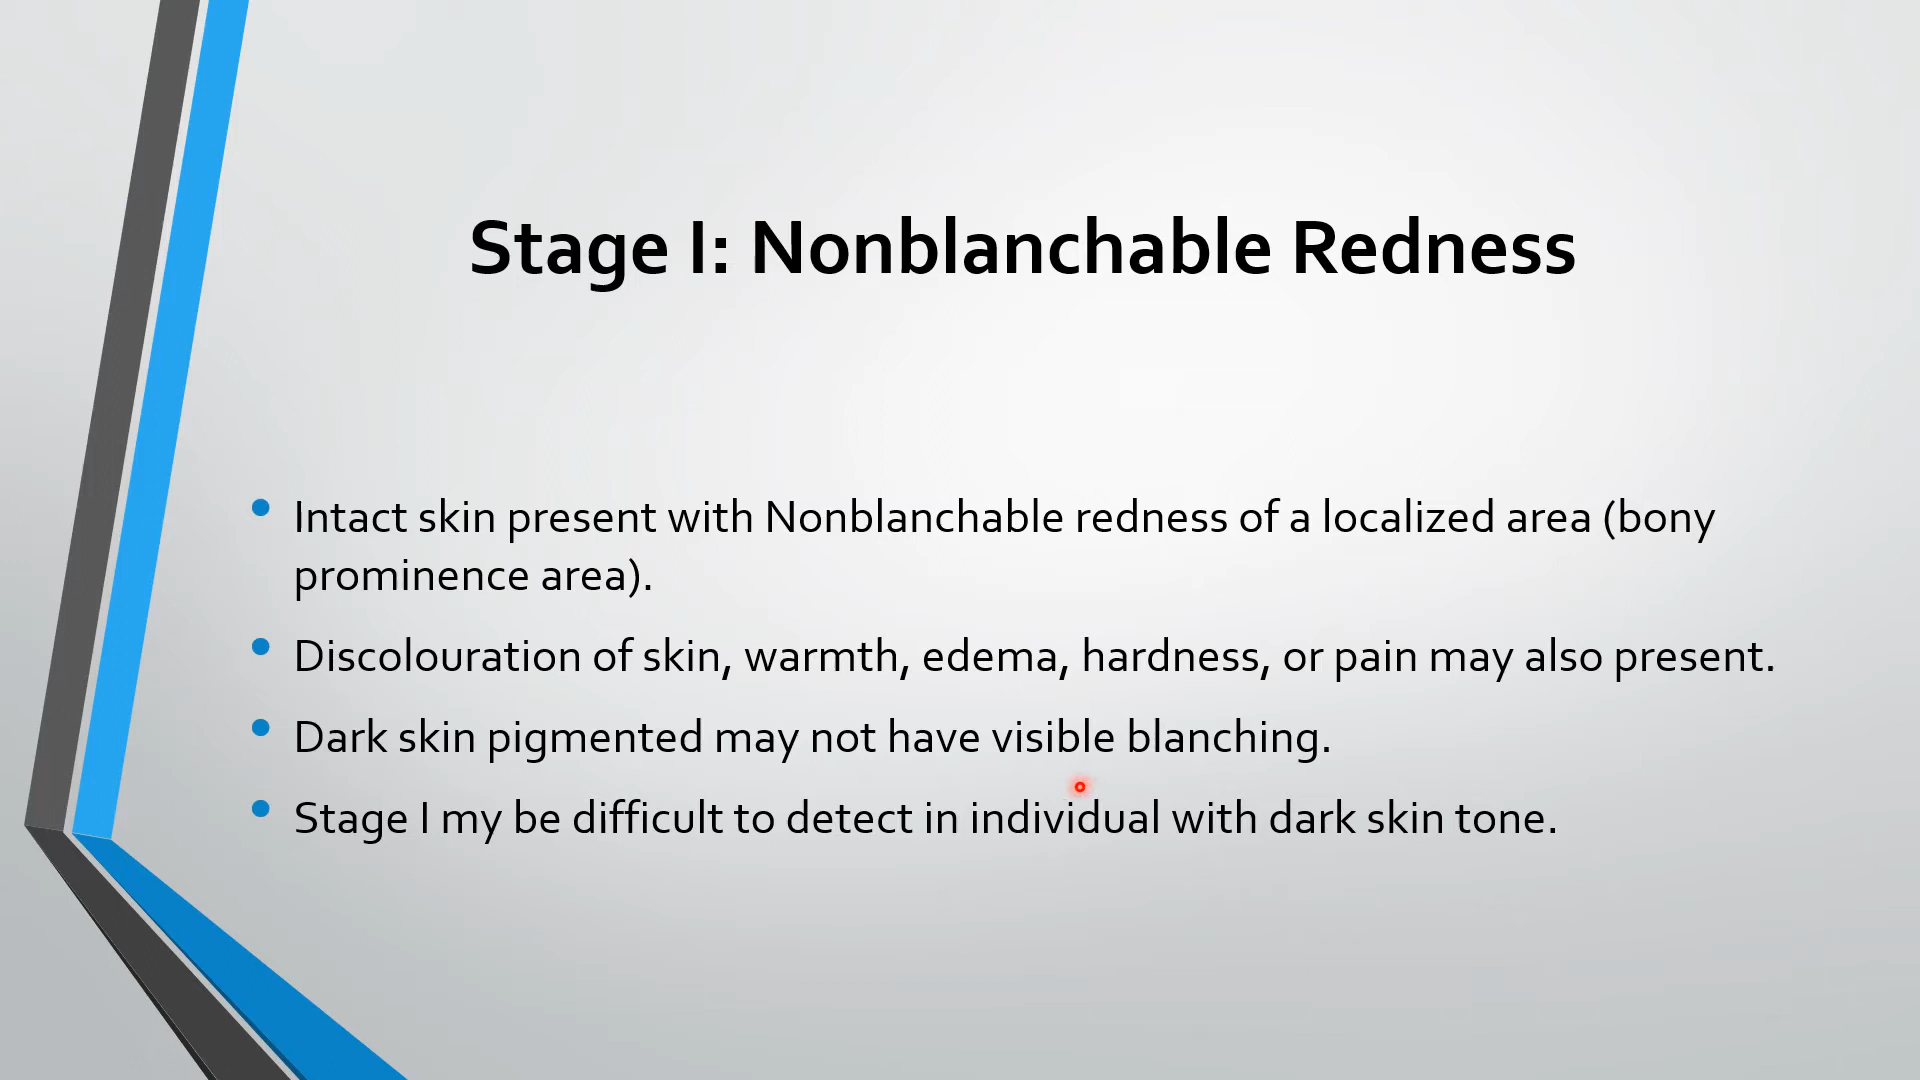 Stage I: Nonblanchable Redness
• Intact skin present with Nonblanchable redness of a localized area (bony
prominence area).
• Discolouration of skin, warmth, edema, hardness, or pain may also present.
• Dark skin pigmented may not have visible blanching.
• Stage I my be difficult to detect in individual with dark skin tone.